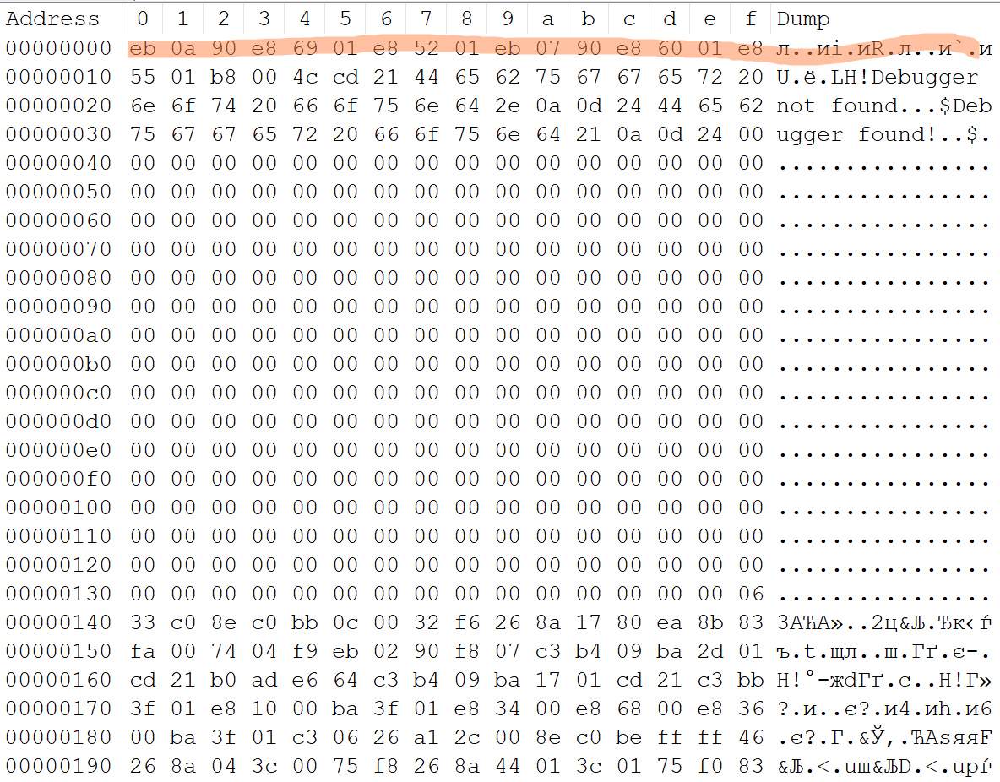 Address 0 1 2 3 4 5 6 7 8 9 a b c d e f Dump
00000000 eb 0a 90 e8 69 01 e8 52 01 eb 07 90 e8 60 01 e8 л..иi.иR.л..и`.и
00000010 55 01 b8 00 4c cd 21 44 65 62 75 67 67 65 72 20 U.ё.LН!Debugger
00000020 6e 6f 74 20 66 6f 75 6e 64 2e 0a 0d 24 44 65 62 not found...$Deb
00000030 75 67 67 65 72 20 66 6f 75 6e 64 21 0a 0d 24 00 ugger found!..$.
00000040 00 00 00 00 00 00 00 00 00 00 00 00 00 00 00 00 ................
00000050 00 00 00 00 00 00 00 00 00 00 00 00 00 00 00 00 ................
00000060 00 00 00 00 00 00 00 00 00 00 00 00 00 00 00 00 ................
00000070 00 00 00 00 00 00 00 00 00 00 00 00 00 00 00 00 ................
00000080 00 00 00 00 00 00 00 00 00 00 00 00 00 00 00 00 ................
00000090 00 00 00 00 00 00 00 00 00 00 00 00 00 00 00 00 ................
000000a0 00 00 00 00 00 00 00 00 00 00 00 00 00 00 00 00 ................
000000b0 00 00 00 00 00 00 00 00 00 00 00 00 00 00 00 00 ................
000000c0 00 00 00 00 00 00 00 00 00 00 00 00 00 00 00 00 ................
000000d0 00 00 00 00 00 00 00 00 00 00 00 00 00 00 00 00 ................
000000e0 00 00 00 00 00 00 00 00 00 00 00 00 00 00 00 00 ................
000000f0 00 00 00 00 00 00 00 00 00 00 00 00 00 00 00 00 ................
00000100 00 00 00 00 00 00 00 00 00 00 00 00 00 00 00 00 ................
00000110 00 00 00 00 00 00 00 00 00 00 00 00 00 00 00 00 ................
00000120 00 00 00 00 00 00 00 00 00 00 00 00 00 00 00 00 ................
00000130 00 00 00 00 00 00 00 00 00 00 00 00 00 00 00 06 ................
00000140 33 c0 8e c0 bb 0c 00 32 f6 26 8a 17 80 ea 8b 83 3АЋА»..2ц&Љ.Ђк‹ѓ
00000150 fa 00 74 04 f9 eb 02 90 f8 07 c3 b4 09 ba 2d 01 ъ.t.щл..ш.Гґ.є-.
00000160 cd 21 b0 ad e6 64 c3 b4 09 ba 17 01 cd 21 c3 bb Н!°-жdГґ.є..Н!Г»
00000170 3f 01 e8 10 00 ba 3f 01 e8 34 00 e8 68 00 e8 36 ?.и..є?.и4.иh.и6
00000180 00 ba 3f 01 c3 06 26 a1 2c 00 8e c0 be ff ff 46 .є?.Г.&Ў,.ЋАѕяяF
00000190 26 8a 04 3c 00 75 f8 26 8a 44 01 3c 01 75 f0 83 &Љ.<.uш&ЉD.<.uрѓ